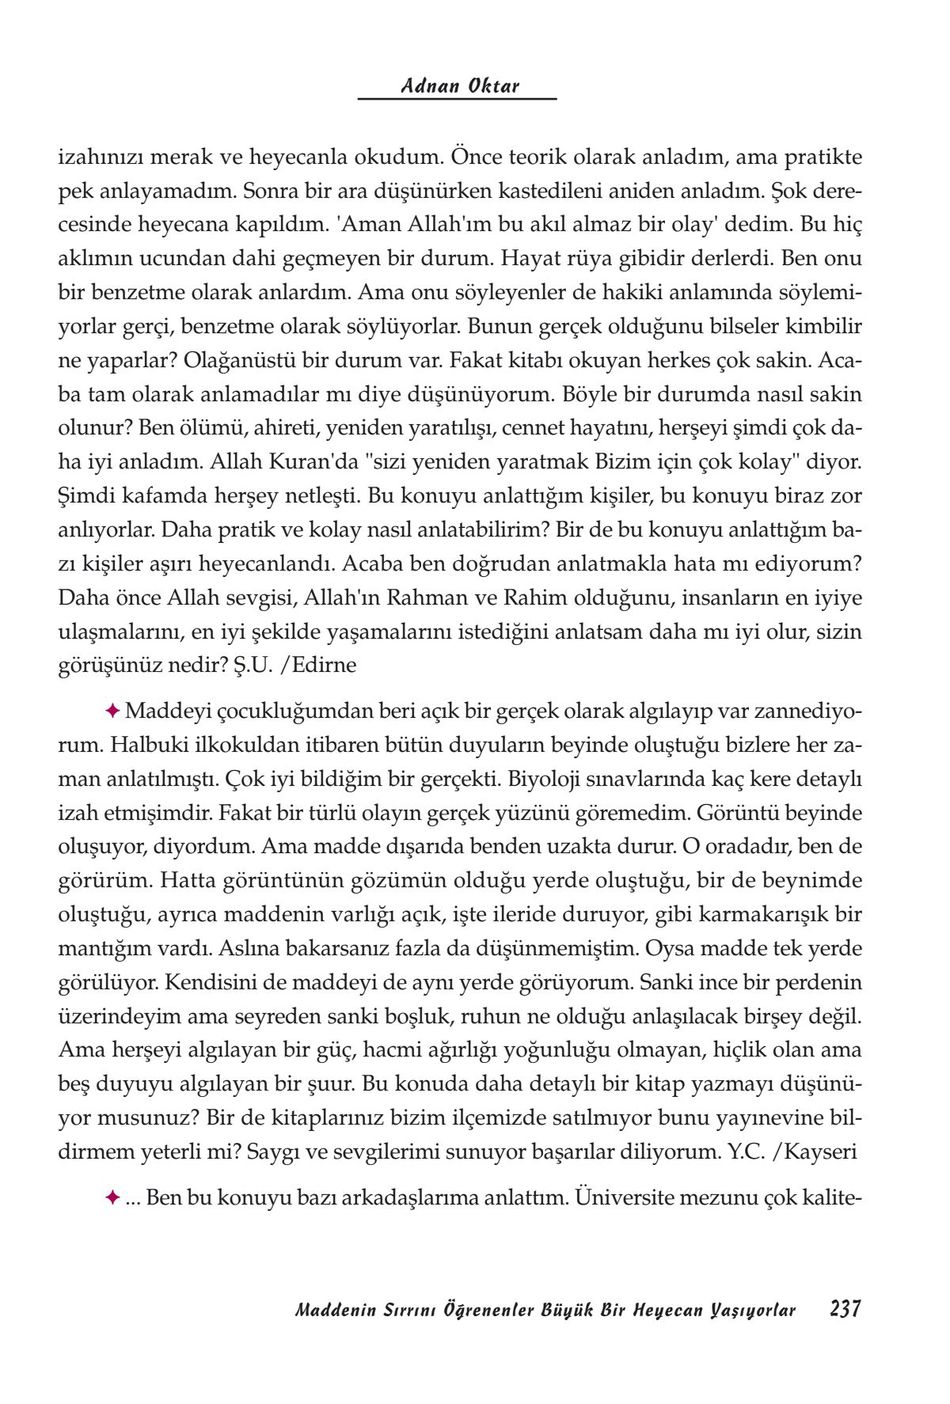 Adnan Oktar
izahınızı merak ve heyecanla okudum. Önce teorik olarak anladım, ama pratikte
pek anlayamadım. Sonra bir ara düşünürken kastedileni aniden anladım. Şok dere-
cesinde heyecana kapıldım. 'Aman Allah'ım bu akıl almaz bir olay' dedim. Bu hiç
aklımın ucundan dahi geçmeyen bir durum. Hayat rüya gibidir derlerdi. Ben onu
bir benzetme olarak anlardım. Ama onu söyleyenler de hakiki anlamında söylemi-
yorlar gerçi, benzetme olarak söylüyorlar. Bunun gerçek olduğunu bilseler kimbilir
ne yaparlar? Olağanüstü bir durum var. Fakat kitabı okuyan herkes çok sakin. Aca-
ba tam olarak anlamadılar mı diye düşünüyorum. Böyle bir durumda nasıl sakin
olunur? Ben ölümü, ahireti, yeniden yaratılışı, cennet hayatını, herşeyi şimdi çok da-
ha iyi anladım. Allah Kuran'da "sizi yeniden yaratmak Bizim için çok kolay" diyor.
Şimdi kafamda herşey netleşti. Bu konuyu anlattığım kişiler, bu konuyu biraz zor
anlıyorlar. Daha pratik ve kolay nasıl anlatabilirim? Bir de bu konuyu anlattığım ba-
zı kişiler aşırı heyecanlandı. Acaba ben doğrudan anlatmakla hata mı ediyorum?
Daha önce Allah sevgisi, Allah'ın Rahman ve Rahim olduğunu, insanların en iyiye
ulaşmalarını, en iyi şekilde yaşamalarını istediğini anlatsam daha mı iyi olur, sizin
görüşünüz nedir? Ş.U. /Edirne
✦ Maddeyi çocukluğumdan beri açık bir gerçek olarak algılayıp var zannediyo-
rum. Halbuki ilkokuldan itibaren bütün duyuların beyinde oluştuğu bizlere her za-
man anlatılmıştı. Çok iyi bildiğim bir gerçekti. Biyoloji sınavlarında kaç kere detaylı
izah etmişimdir. Fakat bir türlü olayın gerçek yüzünü göremedim. Görüntü beyinde
oluşuyor, diyordum. Ama madde dışarıda benden uzakta durur. O oradadır, ben de
görürüm. Hatta görüntünün gözümün olduğu yerde oluştuğu, bir de beynimde
oluştuğu, ayrıca maddenin varlığı açık, işte ileride duruyor, gibi karmakarışık bir
mantığım vardı. Aslına bakarsanız fazla da düşünmemiştim. Oysa madde tek yerde
görülüyor. Kendisini de maddeyi de aynı yerde görüyorum. Sanki ince bir perdenin
üzerindeyim ama seyreden sanki boşluk, ruhun ne olduğu anlaşılacak birşey değil.
Ama herşeyi algılayan bir güç, hacmi ağırlığı yoğunluğu olmayan, hiçlik olan ama
beş duyuyu algılayan bir şuur. Bu konuda daha detaylı bir kitap yazmayı düşünü-
yor musunuz? Bir de kitaplarınız bizim ilçemizde satılmıyor bunu yayınevine bil-
dirmem yeterli mi? Saygı ve sevgilerimi sunuyor başarılar diliyorum. Y.C. /Kayseri
✦ ... Ben bu konuyu bazı arkadaşlarıma anlattım. Üniversite mezunu çok kalite-
Maddenin Sırrını Öğrenenler Büyük Bir Heyecan Yaşıyorlar 237